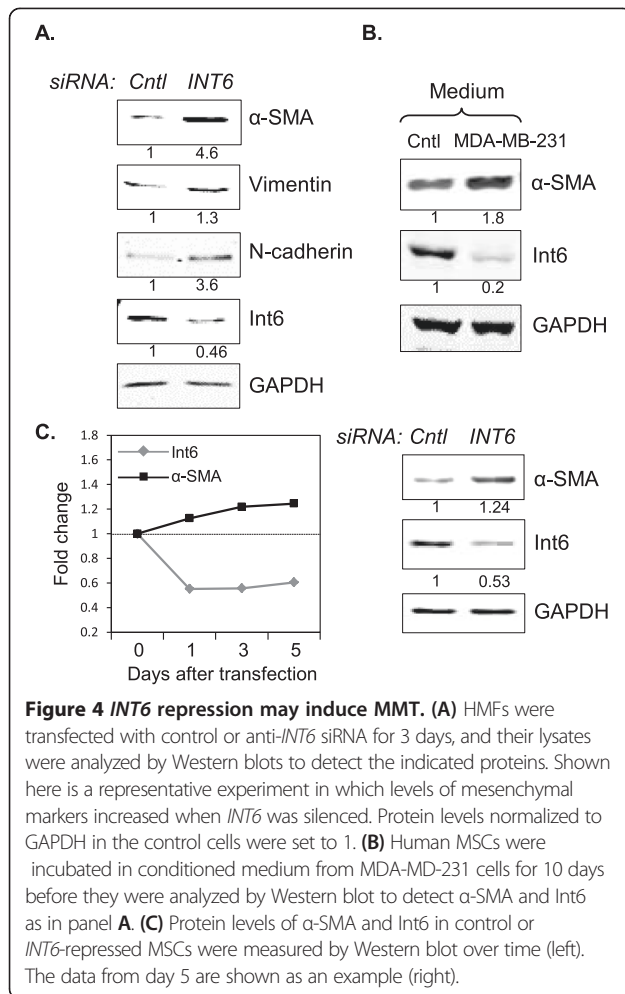 A.
siRNA: Cntl INT6
α-SMA
1 4.6
Vimentin
1 1.3
N-cadherin
1 3.6
Int6
1 0.46
GAPDH
B.
Medium
Cntl MDA-MB-231
α-SMA
1 1.8
Int6
1 0.2
GAPDH
C.
1.8
1.6
1.4
1.2
1
0.8
0.6
0.4
0.2
Fold change
Int6
α-SMA
0 1 3 5
Days after transfection
siRNA: Cntl INT6
α-SMA
1 1.24
Int6
1 0.53
GAPDH
Figure 4 INT6 repression may induce MMT. (A) HMFs were
transfected with control or anti-INT6 siRNA for 3 days, and their lysates
were analyzed by Western blots to detect the indicated proteins. Shown
here is a representative experiment in which levels of mesenchymal
markers increased when INT6 was silenced. Protein levels normalized to
GAPDH in the control cells were set to 1. (B) Human MSCs were
incubated in conditioned medium from MDA-MD-231 cells for 10 days
before they were analyzed by Western blot to detect α-SMA and Int6
as in panel A. (C) Protein levels of α-SMA and Int6 in control or
INT6-repressed MSCs were measured by Western blot over time (left).
The data from day 5 are shown as an example (right).